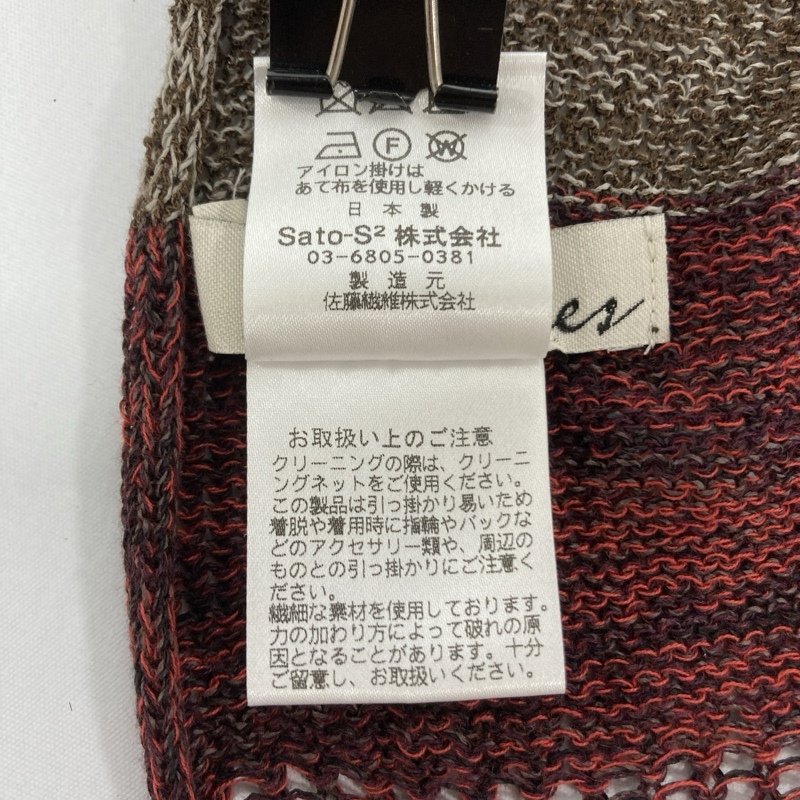 F W
アイロン掛けは
あて布を使用し軽くかける
日本製
Sato-S² 株式会社
03-6805-0381
製造元
佐藤繊維株式会社
es.
お取扱い上のご注意
クリーニングの際は、クリーニ
ングネットをご使用ください。
この製品は引っ掛かり易いため
着脱や着用時に指輪やバックな
どのアクセサリー類や、周辺の
ものとの引っ掛かりにご注意く
ださい。
繊細な素材を使用しております。
力の加わり方によって破れの原
因となることがあります。十分
ご留意し、お取扱いください。